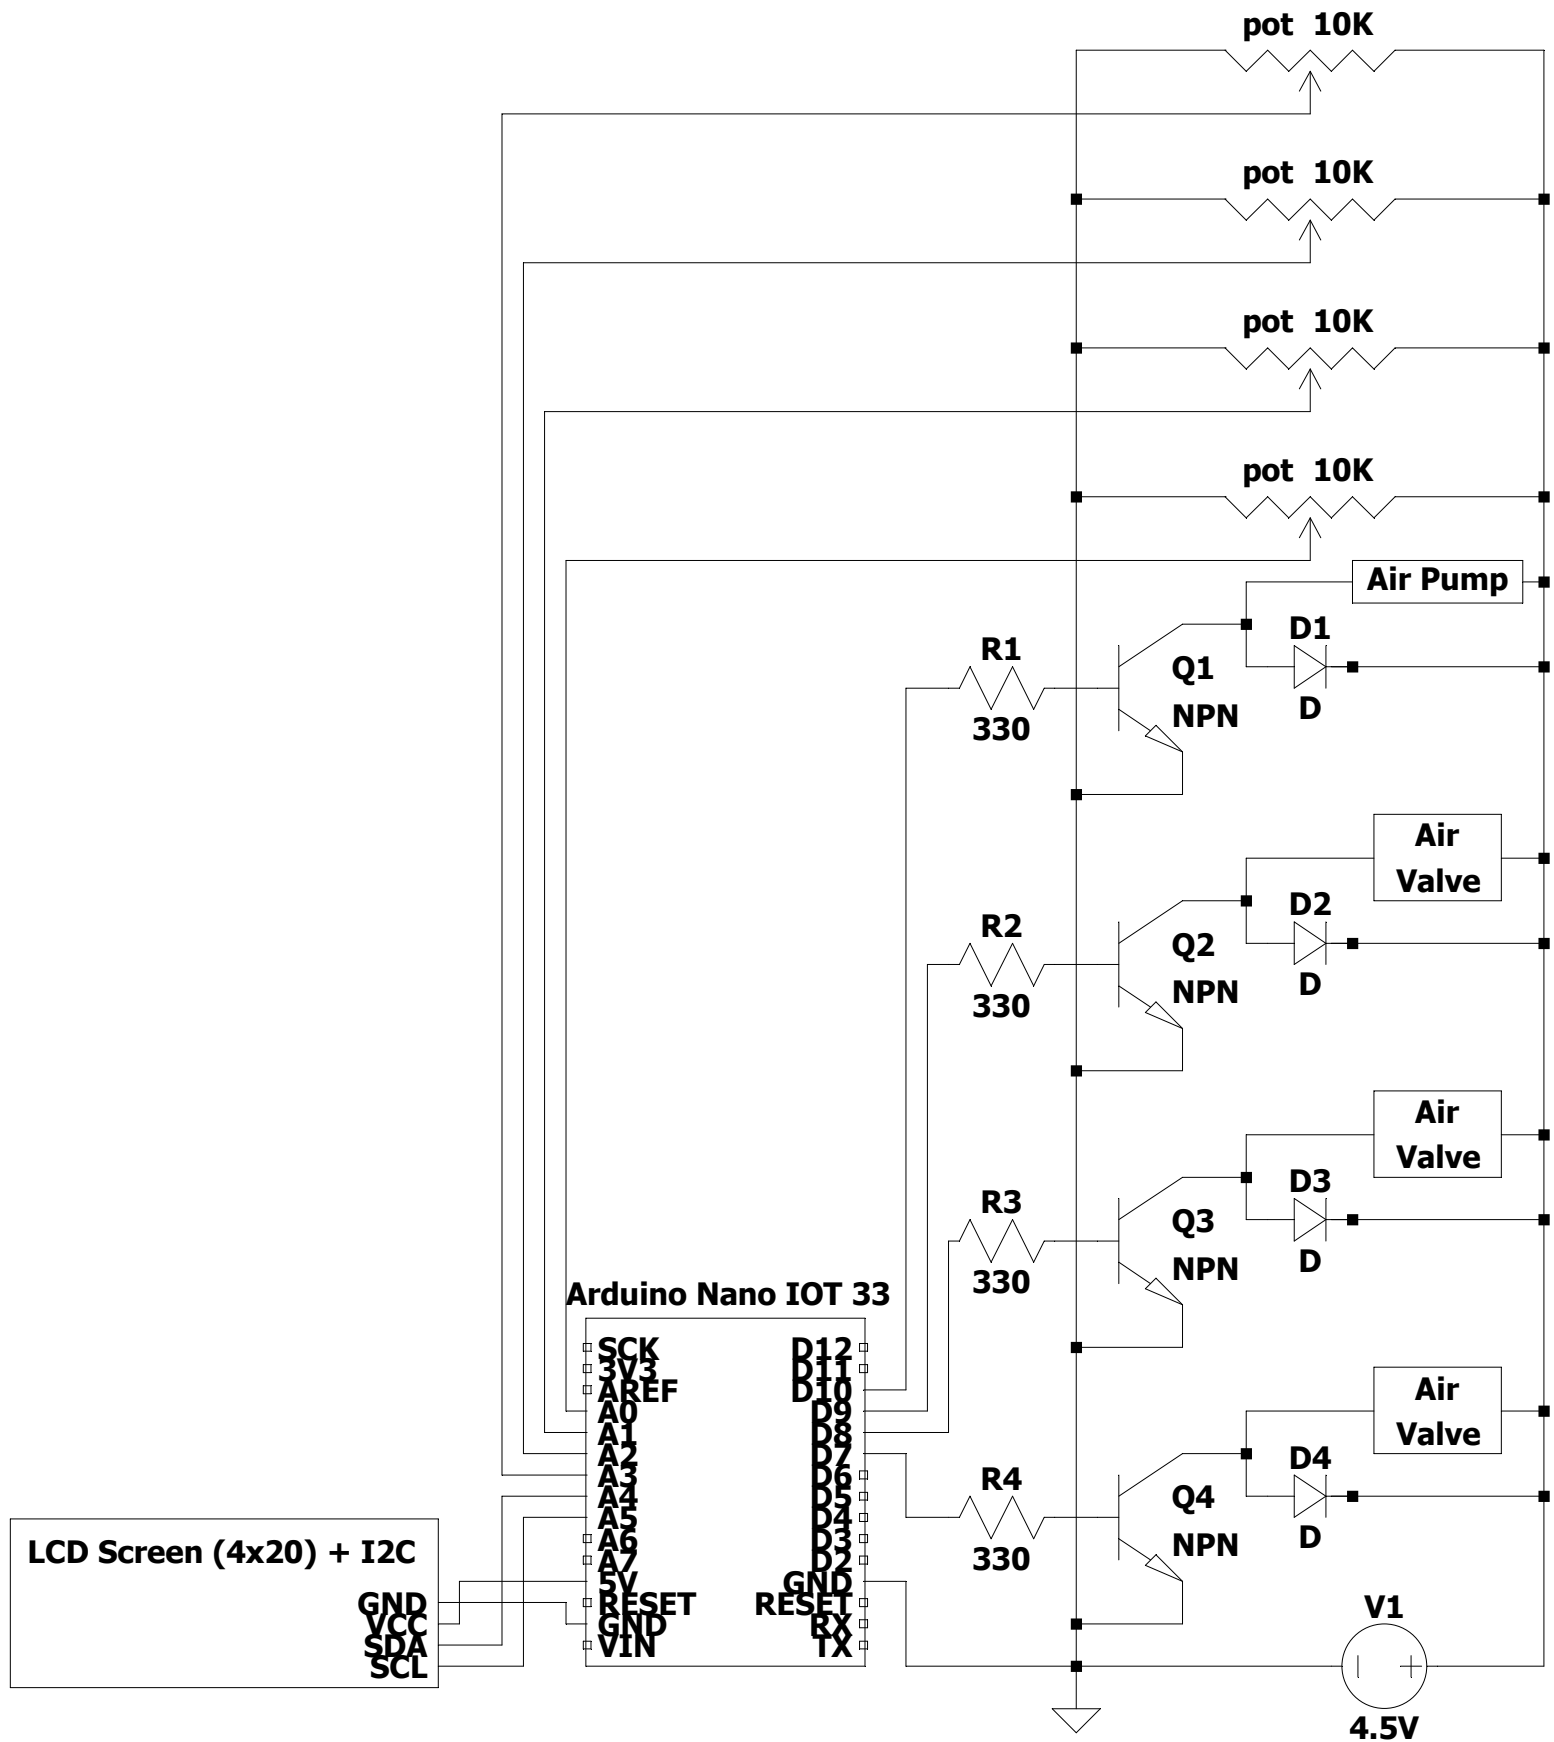 pot 10K
pot 10K
pot 10K
pot 10K
Air Pump
D1
R1
Q1
330
NPN
D
Air
Valve
D2
R2
Q2
330
NPN
D
Air
Valve
D3
R3
Q3
330
NPN
D
Arduino Nano IOT 33
SCK
D12
3V3
D11
AREF
D10
A0
D9
A1
D8
A2
D7
A3
D6
A4
D5
A5
D4
A6
D3
A7
D2
5V
GND
RESET
RESET
GND
RX
VIN
TX
Air
Valve
D4
R4
Q4
330
NPN
D
LCD Screen (4x20) + I2C
GND
VCC
SDA
SCL
V1
4.5V